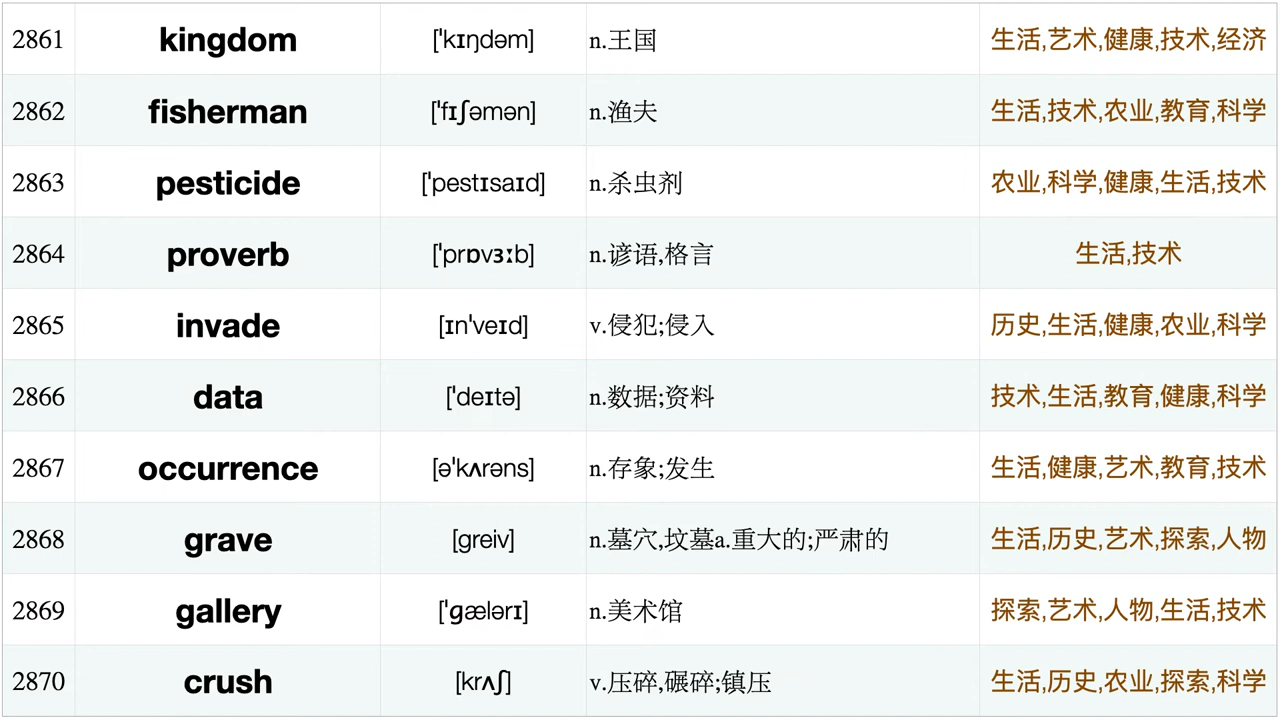 2861 kingdom ['kɪŋdəm] n.王国 生活,艺术,健康,技术,经济
2862 fisherman ['fɪʃəmən] n.渔夫 生活,技术,农业,教育,科学
2863 pesticide ['pestɪsaɪd] n.杀虫剂 农业,科学,健康,生活,技术
2864 proverb ['prɒvɜːb] n.谚语,格言 生活,技术
2865 invade [ɪn'veɪd] v.侵犯;侵入 历史,生活,健康,农业,科学
2866 data ['deɪtə] n.数据;资料 技术,生活,教育,健康,科学
2867 occurrence [ə'kʌrəns] n.存象;发生 生活,健康,艺术,教育,技术
2868 grave [greiv] n.墓穴,坟墓a.重大的;严肃的 生活,历史,艺术,探索,人物
2869 gallery ['ɡælərɪ] n.美术馆 探索,艺术,人物,生活,技术
2870 crush [krʌʃ] v.压碎,碾碎;镇压 生活,历史,农业,探索,科学